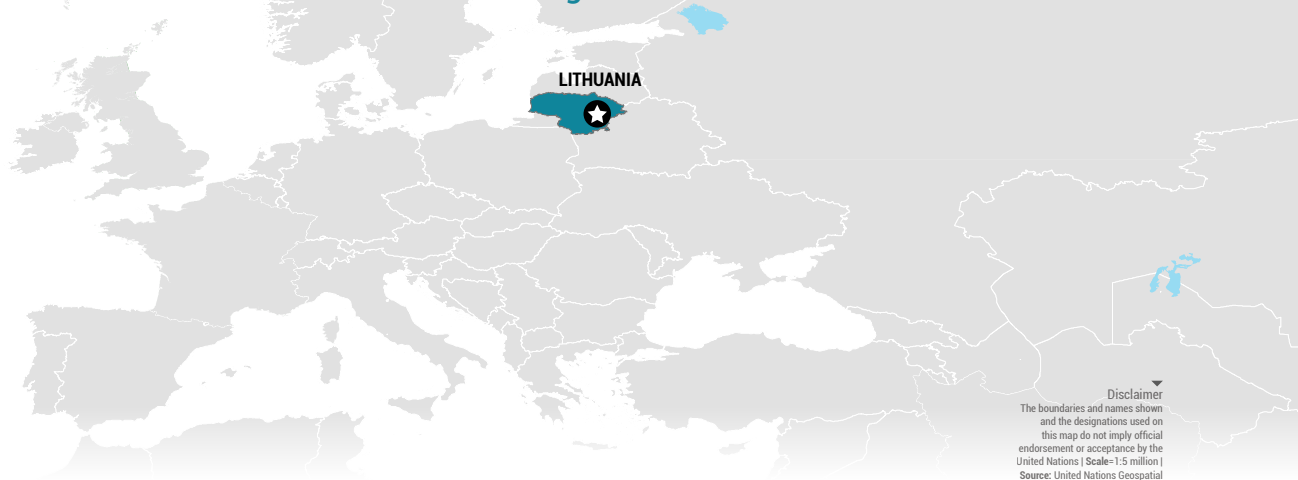 LITHUANIA
Disclaimer
The boundaries and names shown
and the designations used on
this map do not imply official
endorsement or acceptance by the
United Nations | Scale=1:5 million |
Source: United Nations Geospatial